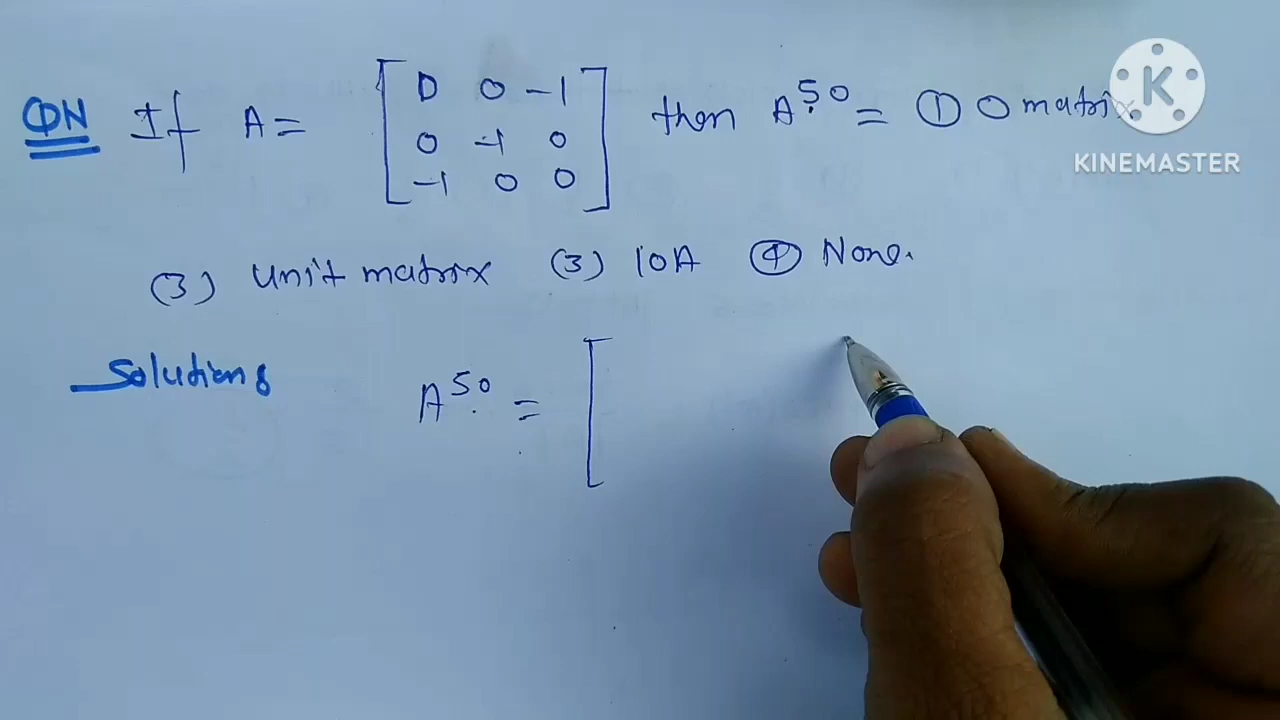 QN If A = [ 0 0 -1 then A^50 = ① O matrix
0 -1 0
-1 0 0 ]
KINEMASTER
(3) unit matrix (3) 10A ④ None.
Solution:
A^50 = [